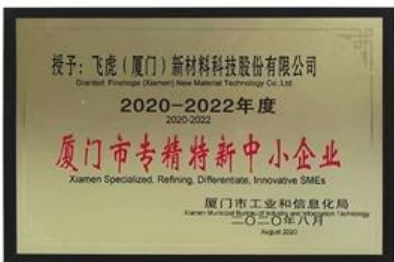 授予：飞虎（厦门）新材料科技股份有限公司
Granted: Finehope (Xiamen) New Material Technology Co.,Ltd
2020-2022年度
2020-2022
厦门市专精特新中小企业
Xiamen Specialized, Refining, Differentiate, Innovative SMEs
厦门市工业和信息化局
Xiamen Municipal Bureau of Industry and Information Technology
二〇二〇年八月
August 2020